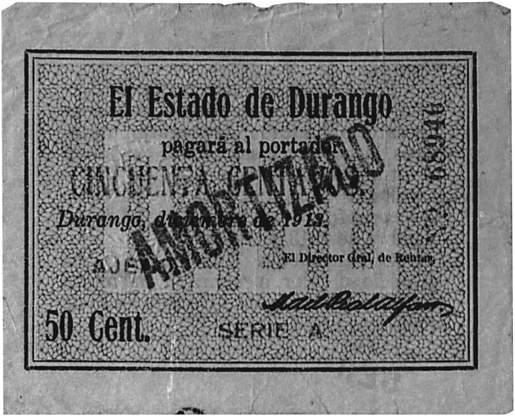 El Estado de Durango
pagará al portador
CINCUENTA CENTAVOS.
Durango, diciembre de 1913.
AMORTIZADO
El Director Gral. de Rentas,
50 Cent.
SERIE A